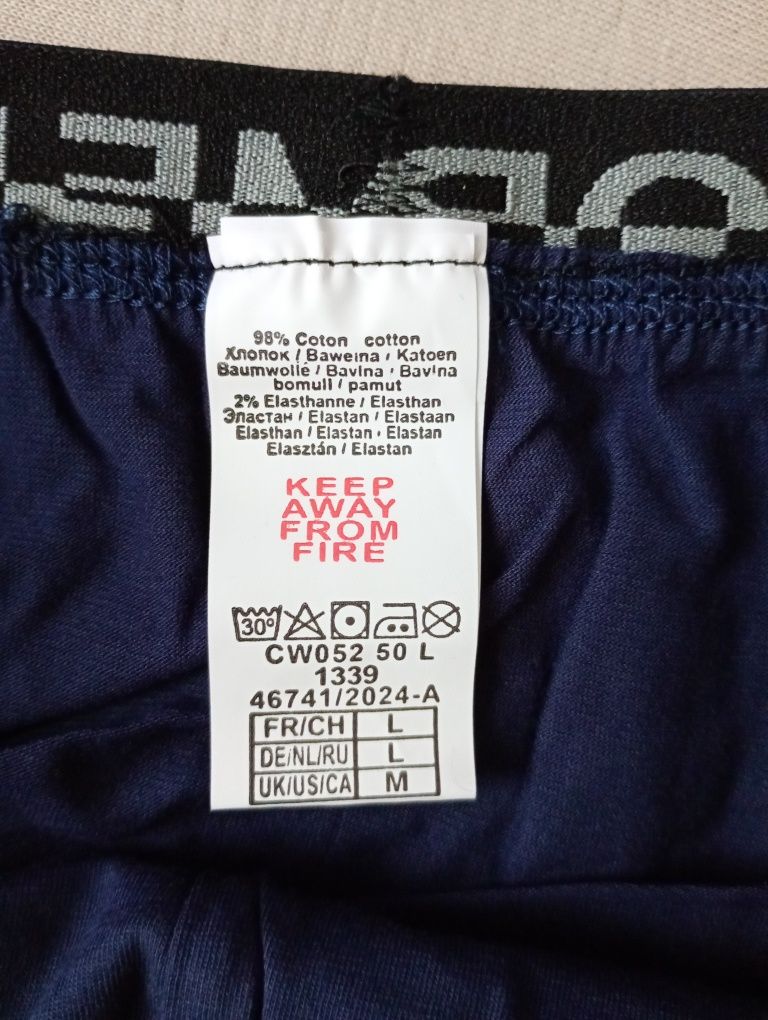 98% Coton cotton
Хлопок / Bawełna / Katoen
Baumwolle / Bavlna / Bavlna
bomull / pamut
2% Elasthanne / Elasthan
Эластан / Elastan / Elastaan
Elasthan / Elastan / Elastan
Elasztán / Elastan
KEEP
AWAY
FROM
FIRE
30°
CW052 50 L
1339
46741/2024-A
FR/CH L
DE/NL/RU L
UK/US/CA M